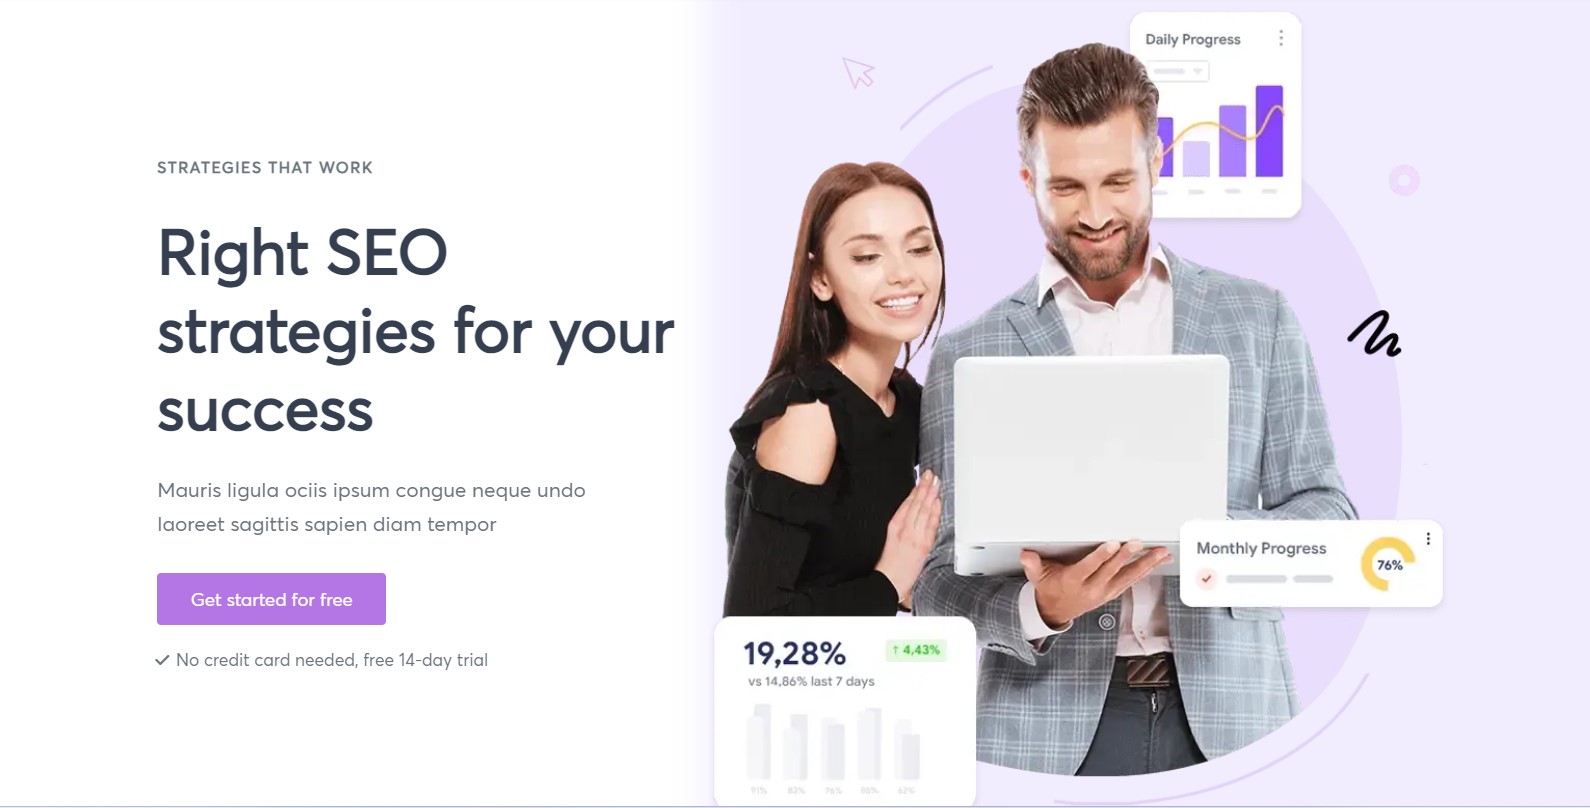 STRATEGIES THAT WORK
Right SEO
strategies for your
success
Mauris ligula ociis ipsum congue neque undo
laoreet sagittis sapien diam tempor
Get started for free
No credit card needed, free 14-day trial
Daily Progress
Monthly Progress
76%
19,28%
↑ 4,43%
vs 14,86% last 7 days
91% 76%